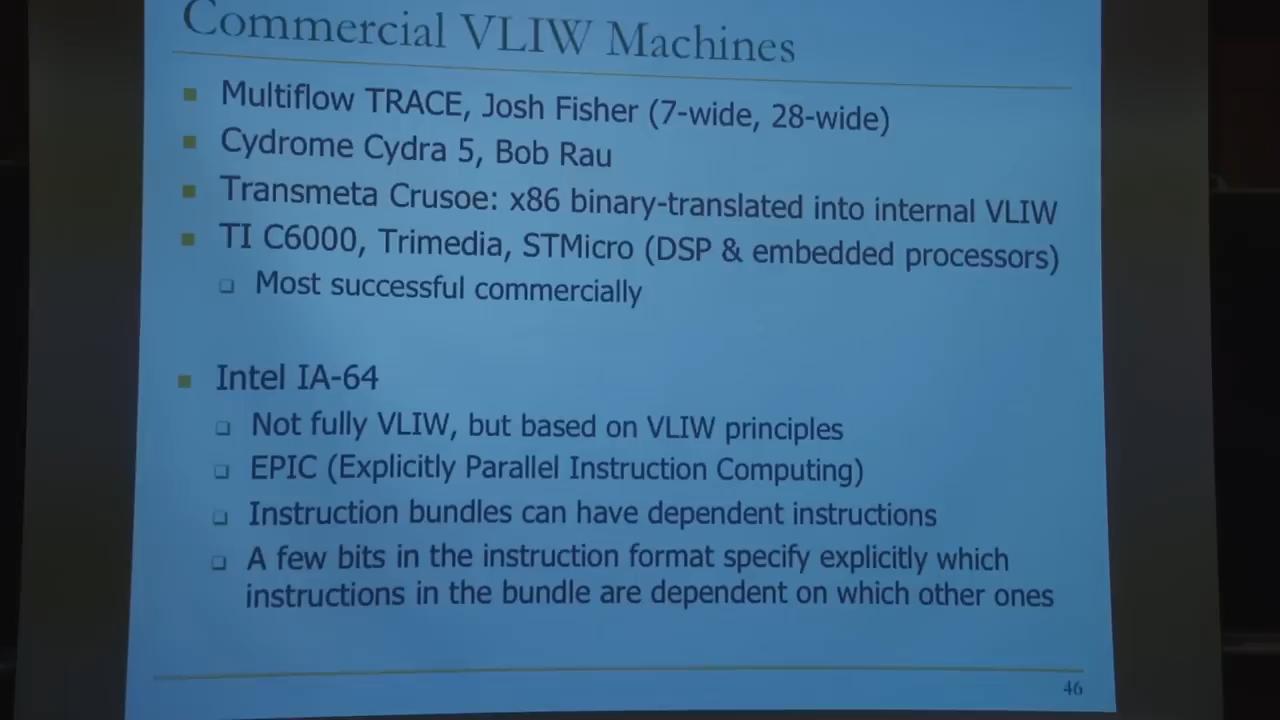 Commercial VLIW Machines
Multiflow TRACE, Josh Fisher (7-wide, 28-wide)
Cydrome Cydra 5, Bob Rau
Transmeta Crusoe: x86 binary-translated into internal VLIW
TI C6000, Trimedia, STMicro (DSP & embedded processors)
Most successful commercially
Intel IA-64
Not fully VLIW, but based on VLIW principles
EPIC (Explicitly Parallel Instruction Computing)
Instruction bundles can have dependent instructions
A few bits in the instruction format specify explicitly which
instructions in the bundle are dependent on which other ones
46